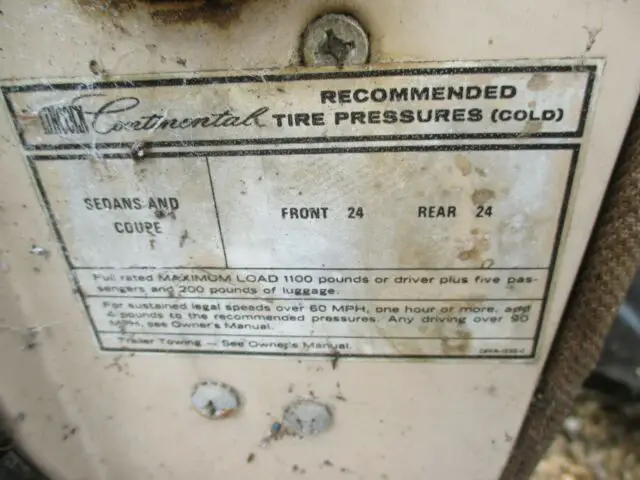 LINCOLN Continental RECOMMENDED
TIRE PRESSURES (COLD)
SEDANS AND
COUPE
FRONT 24 REAR 24
Full rated MAXIMUM LOAD 1100 pounds or driver plus five pas-
sengers and 200 pounds of luggage.
For sustained legal speeds over 60 MPH, one hour or more, add
4 pounds to the recommended pressures. Any driving over 90
MPH, see Owner's Manual.
Trailer Towing — See Owner's Manual.